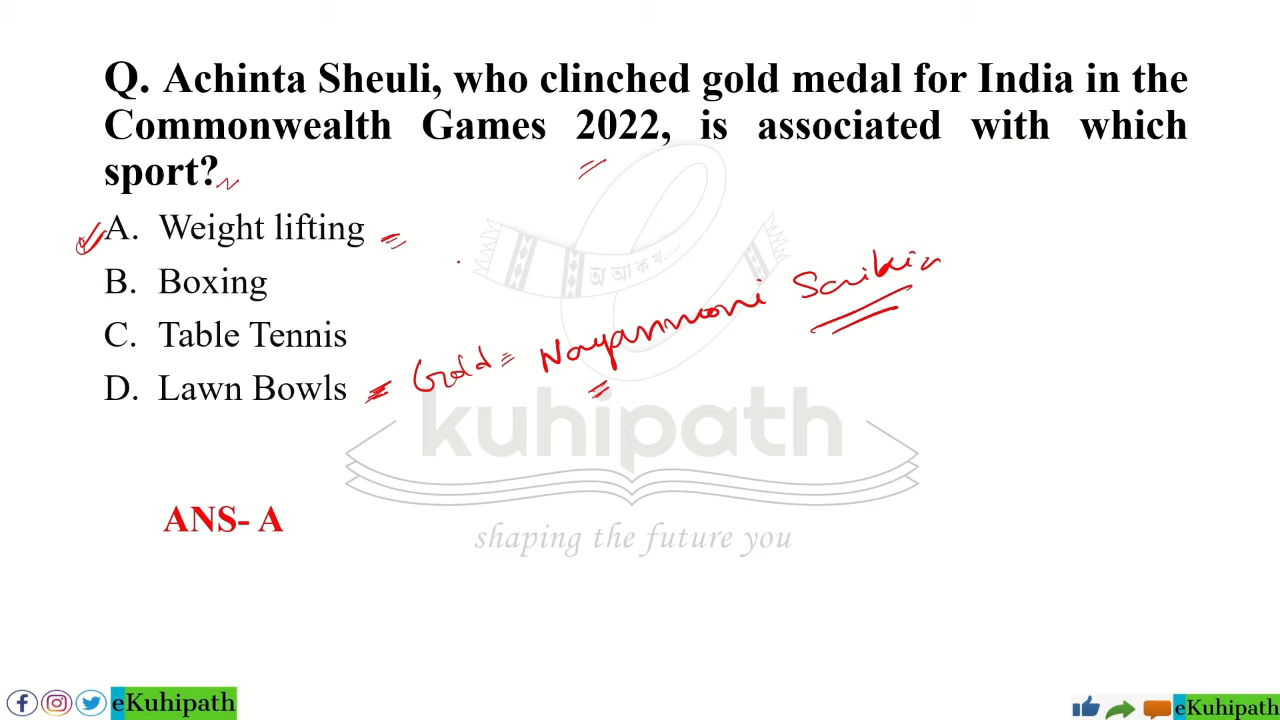 Q. Achinta Sheuli, who clinched gold medal for India in the
Commonwealth Games 2022, is associated with which
sport?
A. Weight lifting
B. Boxing
C. Table Tennis
D. Lawn Bowls
Gold = Nayanmoni Saikia
অ আ ক খ.....
kuhipath
shaping the future you
ANS- A
eKuhipath
eKuhipath